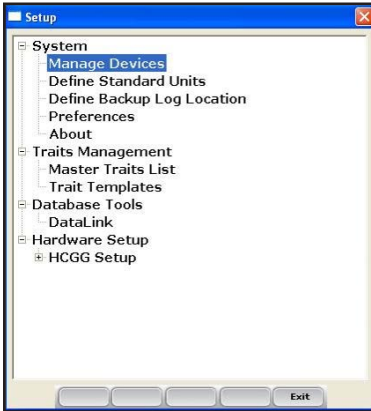 Setup
System
Manage Devices
Define Standard Units
Define Backup Log Location
Preferences
About
Traits Management
Master Traits List
Trait Templates
Database Tools
DataLink
Hardware Setup
HCGG Setup
Exit